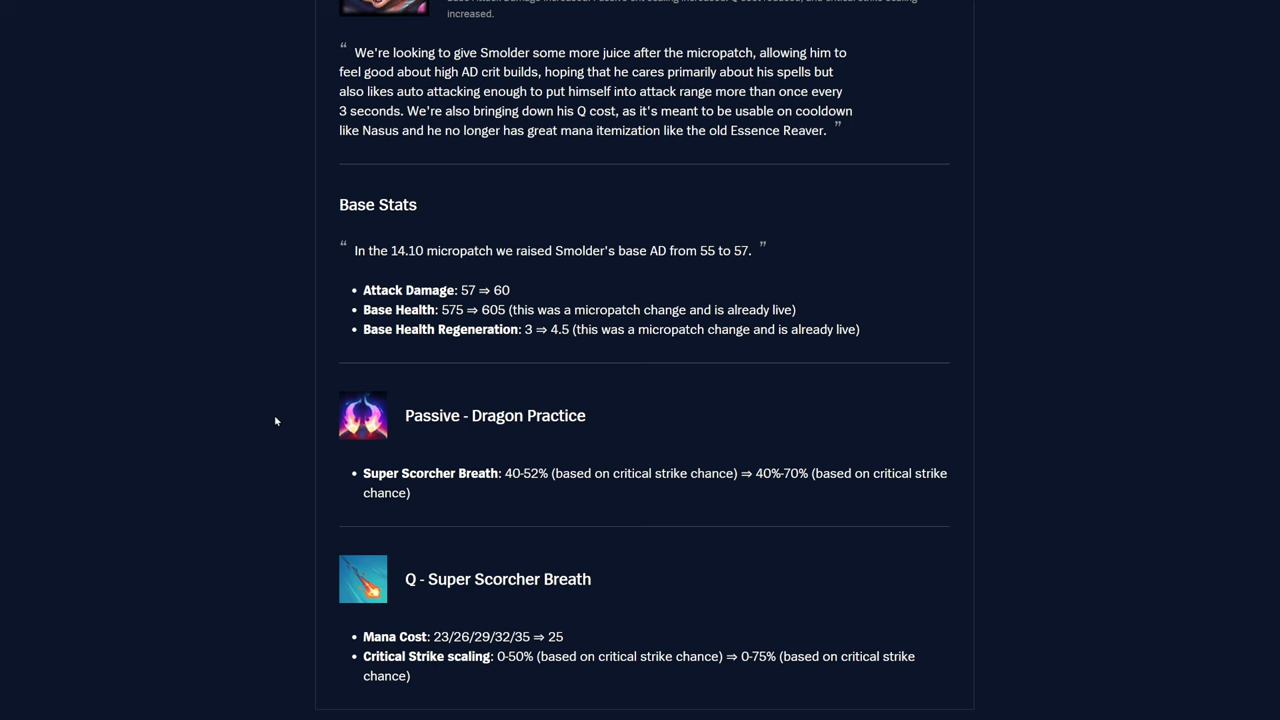 increased.
“ We're looking to give Smolder some more juice after the micropatch, allowing him to
feel good about high AD crit builds, hoping that he cares primarily about his spells but
also likes auto attacking enough to put himself into attack range more than once every
3 seconds. We're also bringing down his Q cost, as it's meant to be usable on cooldown
like Nasus and he no longer has great mana itemization like the old Essence Reaver. ”
Base Stats
“ In the 14.10 micropatch we raised Smolder's base AD from 55 to 57. ”
• Attack Damage: 57 ⇒ 60
• Base Health: 575 ⇒ 605 (this was a micropatch change and is already live)
• Base Health Regeneration: 3 ⇒ 4.5 (this was a micropatch change and is already live)
Passive - Dragon Practice
• Super Scorcher Breath: 40-52% (based on critical strike chance) ⇒ 40%-70% (based on critical strike
chance)
Q - Super Scorcher Breath
• Mana Cost: 23/26/29/32/35 ⇒ 25
• Critical Strike scaling: 0-50% (based on critical strike chance) ⇒ 0-75% (based on critical strike
chance)